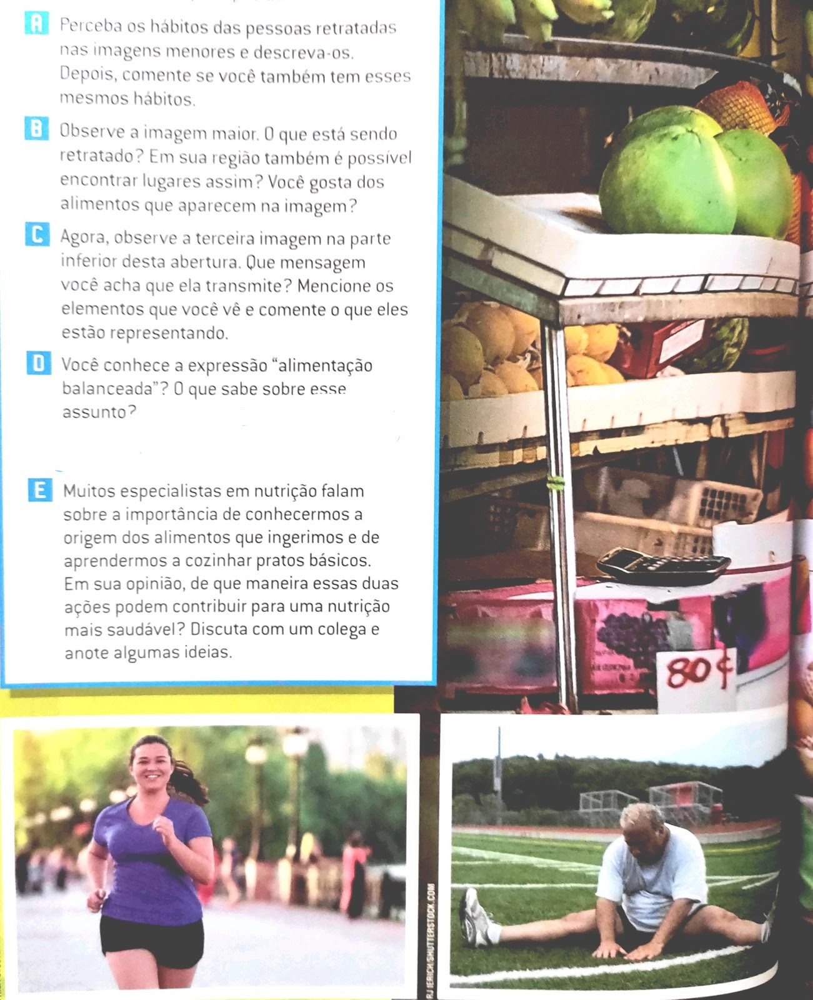 A Perceba os hábitos das pessoas retratadas
nas imagens menores e descreva-os.
Depois, comente se você também tem esses
mesmos hábitos.
B Observe a imagem maior. O que está sendo
retratado? Em sua região também é possível
encontrar lugares assim? Você gosta dos
alimentos que aparecem na imagem?
C Agora, observe a terceira imagem na parte
inferior desta abertura. Que mensagem
você acha que ela transmite? Mencione os
elementos que você vê e comente o que eles
estão representando.
D Você conhece a expressão “alimentação
balanceada”? O que sabe sobre esse
assunto?
E Muitos especialistas em nutrição falam
sobre a importância de conhecermos a
origem dos alimentos que ingerimos e de
aprendermos a cozinhar pratos básicos.
Em sua opinião, de que maneira essas duas
ações podem contribuir para uma nutrição
mais saudável? Discuta com um colega e
anote algumas ideias.
80¢
RJ LERICH/SHUTTERSTOCK.COM